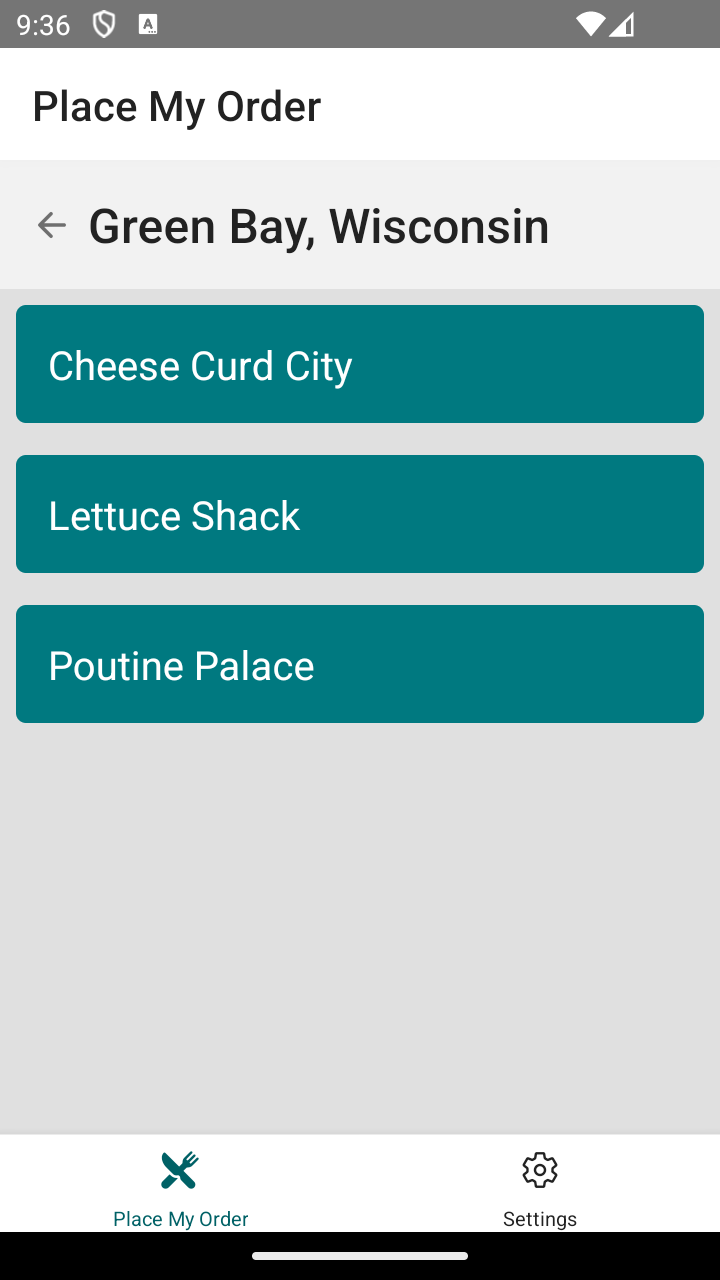 9:36
Place My Order
Green Bay, Wisconsin
Cheese Curd City
Lettuce Shack
Poutine Palace
Place My Order
Settings